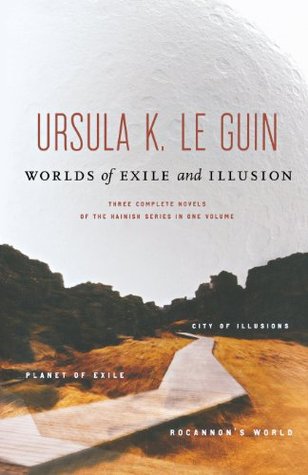 URSULA K. LE GUIN
WORLDS of EXILE and ILLUSION
THREE COMPLETE NOVELS
OF THE HAINISH SERIES IN ONE VOLUME
CITY OF ILLUSIONS
PLANET OF EXILE
ROCANNON'S WORLD